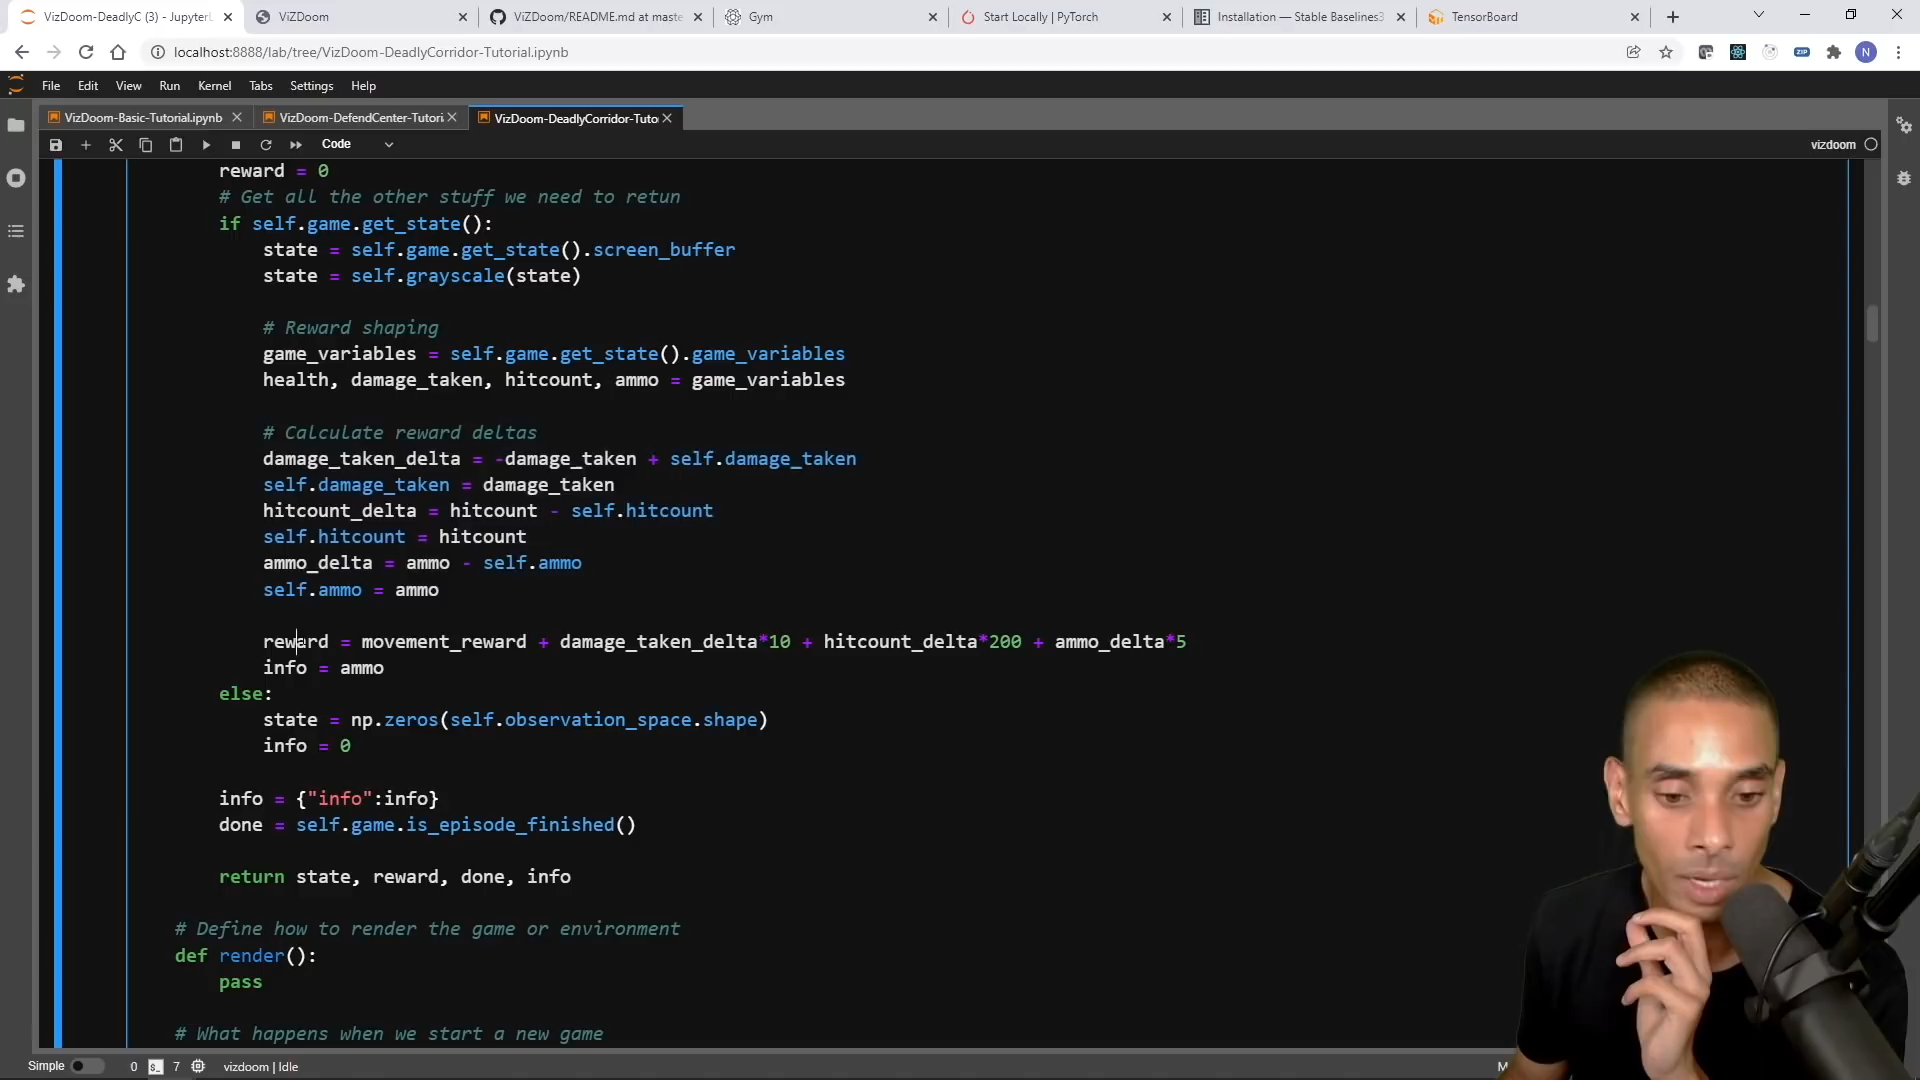 VizDoom-DeadlyC (3) - JupyterL
ViZDoom
ViZDoom/README.md at maste
Gym
Start Locally | PyTorch
Installation — Stable Baselines3
TensorBoard
localhost:8888/lab/tree/VizDoom-DeadlyCorridor-Tutorial.ipynb
ZIP
N
File Edit View Run Kernel Tabs Settings Help
VizDoom-Basic-Tutorial.ipynb
VizDoom-DefendCenter-Tutori
VizDoom-DeadlyCorridor-Tuto
Code
vizdoom
reward = 0
# Get all the other stuff we need to retun
if self.game.get_state():
state = self.game.get_state().screen_buffer
state = self.grayscale(state)
# Reward shaping
game_variables = self.game.get_state().game_variables
health, damage_taken, hitcount, ammo = game_variables
# Calculate reward deltas
damage_taken_delta = -damage_taken + self.damage_taken
self.damage_taken = damage_taken
hitcount_delta = hitcount - self.hitcount
self.hitcount = hitcount
ammo_delta = ammo - self.ammo
self.ammo = ammo
reward = movement_reward + damage_taken_delta*10 + hitcount_delta*200 + ammo_delta*5
info = ammo
else:
state = np.zeros(self.observation_space.shape)
info = 0
info = {"info":info}
done = self.game.is_episode_finished()
return state, reward, done, info
# Define how to render the game or environment
def render():
pass
# What happens when we start a new game
Simple 0 7 vizdoom | Idle